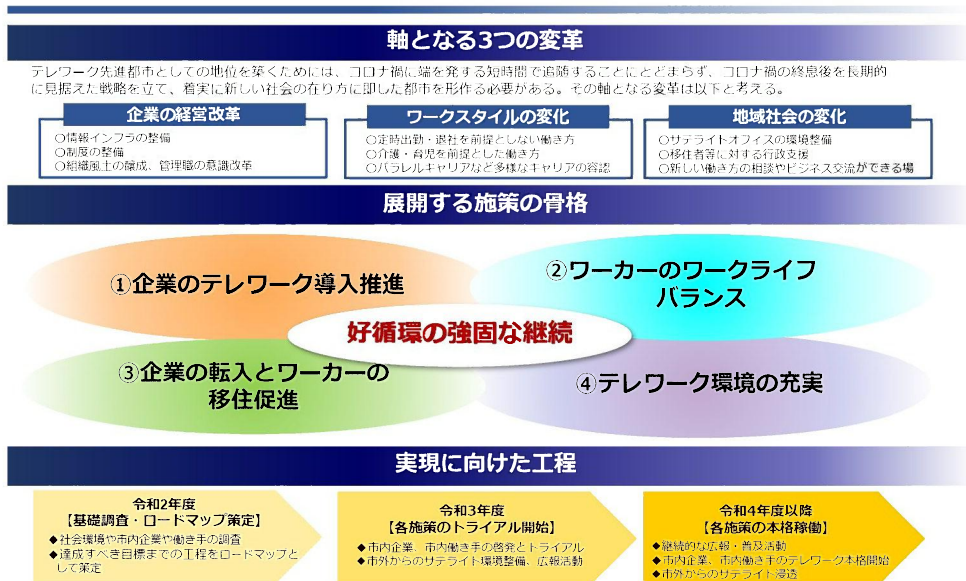 軸となる3つの変革
テレワーク先進都市としての地位を築くためには、コロナ禍に端を発する短時間で追随することにとどまらず、コロナ禍の終息後を長期的
に見据えた戦略を立て、着実に新しい社会の在り方に即した都市を形作る必要がある。その軸となる変革は以下と考える。
企業の経営改革
○情報インフラの整備
○制度の整備
○組織風土の醸成、管理職の意識改革
ワークスタイルの変化
○定時出勤・退社を前提としない働き方
○介護・育児を前提とした働き方
○パラレルキャリアなど多様なキャリアの容認
地域社会の変化
○サテライトオフィスの環境整備
○移住者等に対する行政支援
○新しい働き方の相談やビジネス交流ができる場
展開する施策の骨格
①企業のテレワーク導入推進
②ワーカーのワークライフ
バランス
好循環の強固な継続
③企業の転入とワーカーの
移住促進
④テレワーク環境の充実
実現に向けた工程
令和2年度
【基礎調査・ロードマップ策定】
◆社会環境や市内企業や働き手の調査
◆達成すべき目標までの工程をロードマップと
して策定
令和3年度
【各施策のトライアル開始】
◆市内企業、市内働き手の啓発とトライアル
◆市外からのサテライト環境整備、広報活動
令和4年度以降
【各施策の本格稼働】
◆継続的な広報・普及活動
◆市内企業、市内働き手のテレワーク本格開始
◆市外からのサテライト浸透